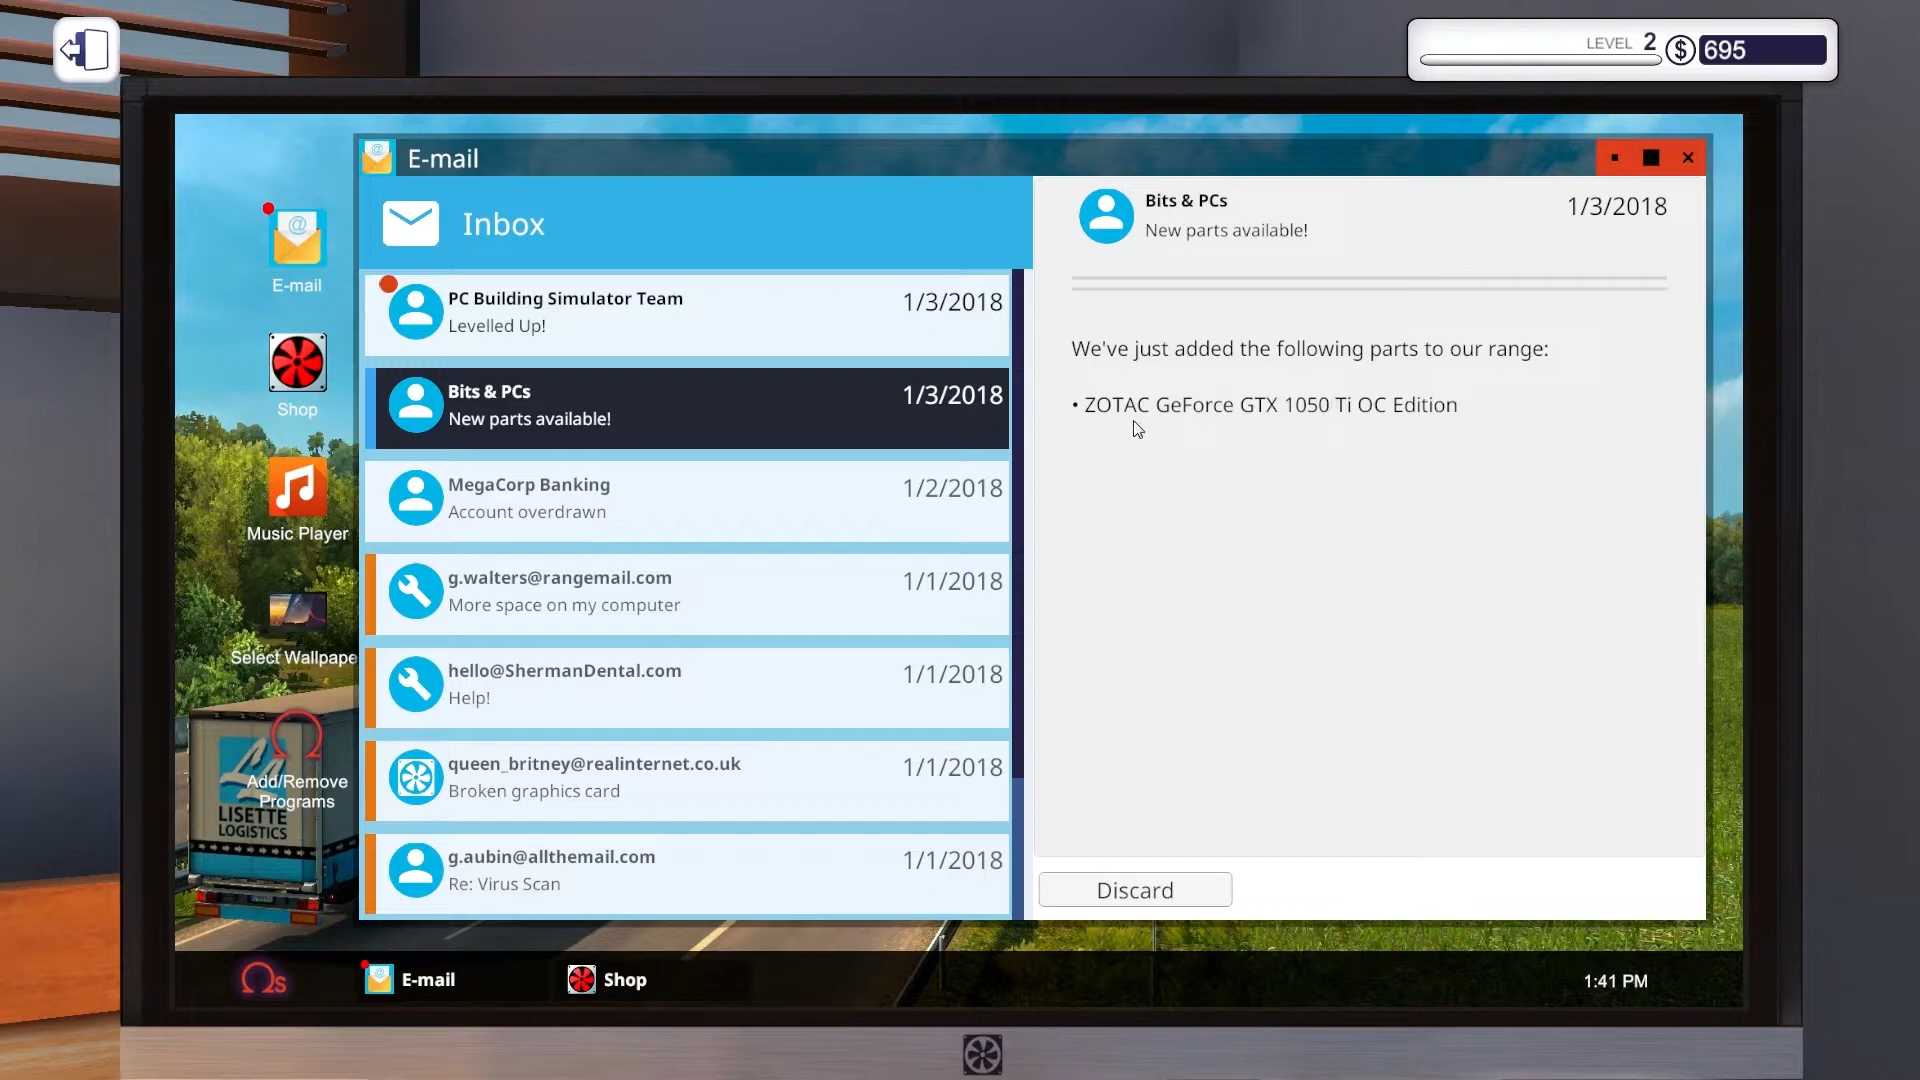 LEVEL 2 $ 695
E-mail
Inbox
PC Building Simulator Team 1/3/2018
Levelled Up!
Bits & PCs 1/3/2018
New parts available!
MegaCorp Banking 1/2/2018
Account overdrawn
g.walters@rangemail.com 1/1/2018
More space on my computer
hello@ShermanDental.com 1/1/2018
Help!
queen_britney@realinternet.co.uk 1/1/2018
Broken graphics card
g.aubin@allthemail.com 1/1/2018
Re: Virus Scan
Bits & PCs 1/3/2018
New parts available!
We've just added the following parts to our range:
• ZOTAC GeForce GTX 1050 Ti OC Edition
Discard
E-mail
Shop
Music Player
Select Wallpape
Add/Remove
Programs
LISETTE
LOGISTICS
Ωs E-mail Shop 1:41 PM